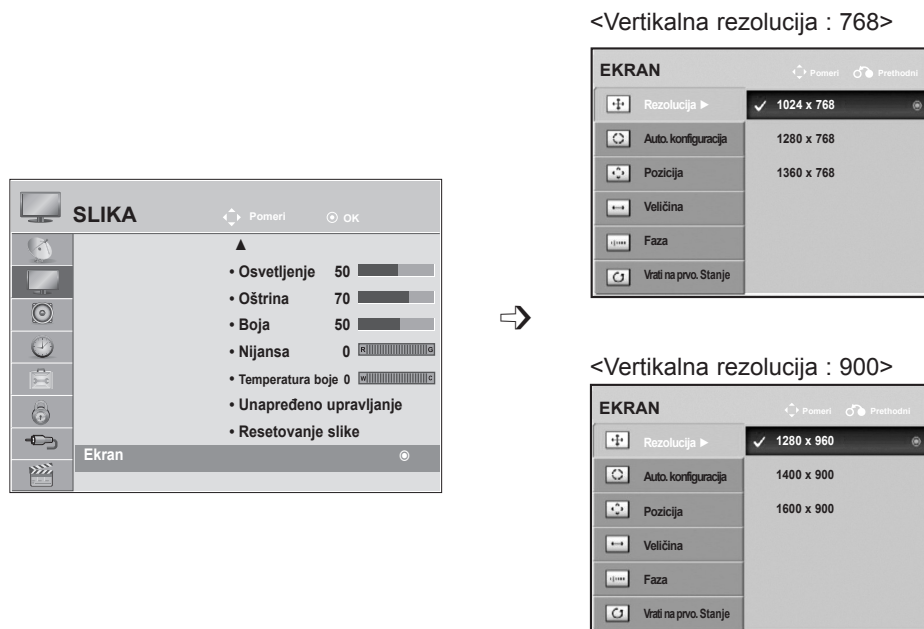 <Vertikalna rezolucija : 768>
EKRAN Pomeri Prethodni
Rezolucija ► ✓ 1024 x 768
Auto. konfiguracija 1280 x 768
Pozicija 1360 x 768
Veličina
Faza
Vrati na prvo. Stanje
SLIKA Pomeri OK
▲
• Osvetljenje 50
• Oštrina 70
• Boja 50
• Nijansa 0 R G
• Temperatura boje 0 W C
• Unapređeno upravljanje
• Resetovanje slike
Ekran
<Vertikalna rezolucija : 900>
EKRAN Pomeri Prethodni
Rezolucija ► ✓ 1280 x 960
Auto. konfiguracija 1400 x 900
Pozicija 1600 x 900
Veličina
Faza
Vrati na prvo. Stanje